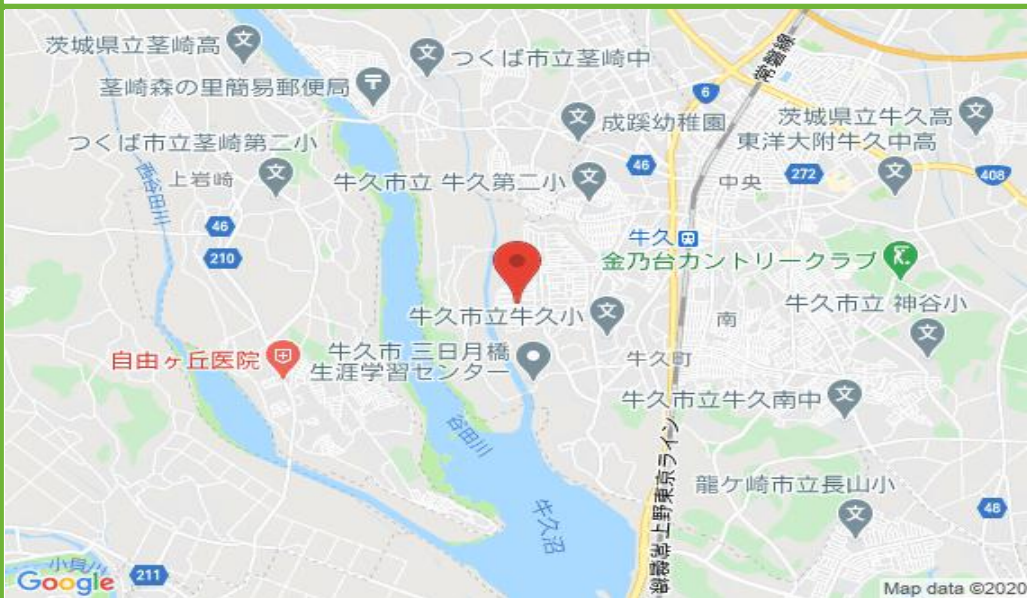 茨城県立茎崎高
つくば市立茎崎中
常磐線
茎崎森の里簡易郵便局
6
成蹊幼稚園
茨城県立牛久高
つくば市立茎崎第二小
東洋大附牛久中高
上岩崎
西谷田川
牛久市立 牛久第二小
46
中央
272
408
46
牛久
210
金乃台カントリークラブ
牛久市立牛久小
牛久市立 神谷小
南
自由ヶ丘医院
牛久市 三日月橋
生涯学習センター
牛久町
牛久市立牛久南中
谷田川
牛久沼
常磐線上野東京ライン
龍ケ崎市立長山小
48
小貝川
Google
211
Map data ©2020